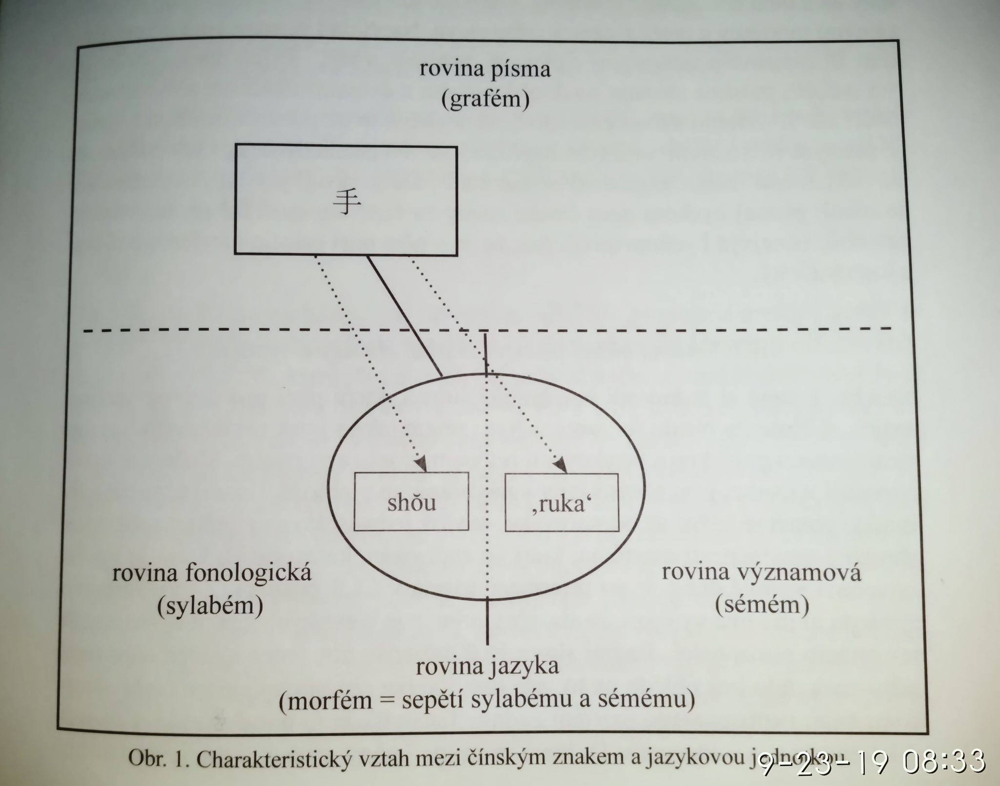 rovina písma
(grafém)
手
shǒu
‚ruka‘
rovina fonologická
(sylabém)
rovina významová
(sémém)
rovina jazyka
(morfém = sepětí sylabému a sémému)
Obr. 1. Charakteristický vztah mezi čínským znakem a jazykovou jednotkou.
9-23-19 08:33